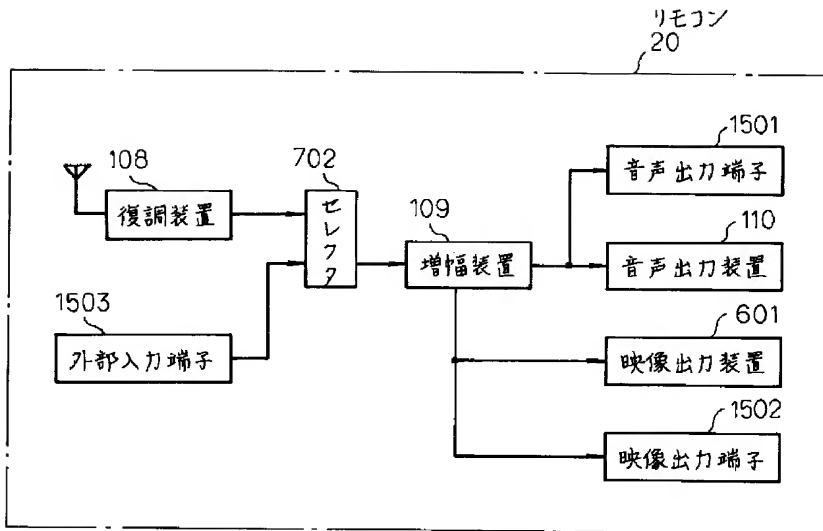 リモコン
20
1501
音声出力端子
108
復調装置
702
セレクタ
109
増幅装置
110
音声出力装置
1503
外部入力端子
601
映像出力装置
1502
映像出力端子